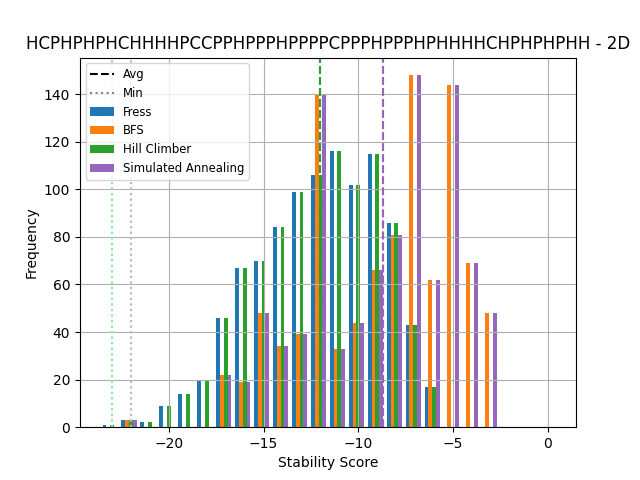 HCPHPHPHCHHHHPCCPPHPPPHPPPPCPPPHPPPHPHHHHCHPHPHPHH - 2D
Avg
Min
Fress
BFS
Hill Climber
Simulated Annealing
Frequency
140
120
100
80
60
40
20
0
−20
−15
−10
−5
0
Stability Score